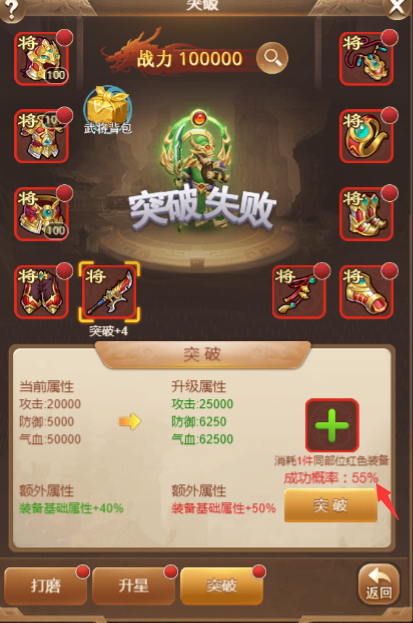 突破
?
战力 100000
将
100
将
将
10
将
武将背包
将
100
将
突破失败
将
将
将
将
突破+4
突破
当前属性
升级属性
攻击:20000
攻击:25000
防御:5000
防御:6250
气血:50000
气血:62500
消耗1件同部位红色装备
成功概率：55%
额外属性
额外属性
装备基础属性+40%
装备基础属性+50%
突破
打磨
升星
突破
返回